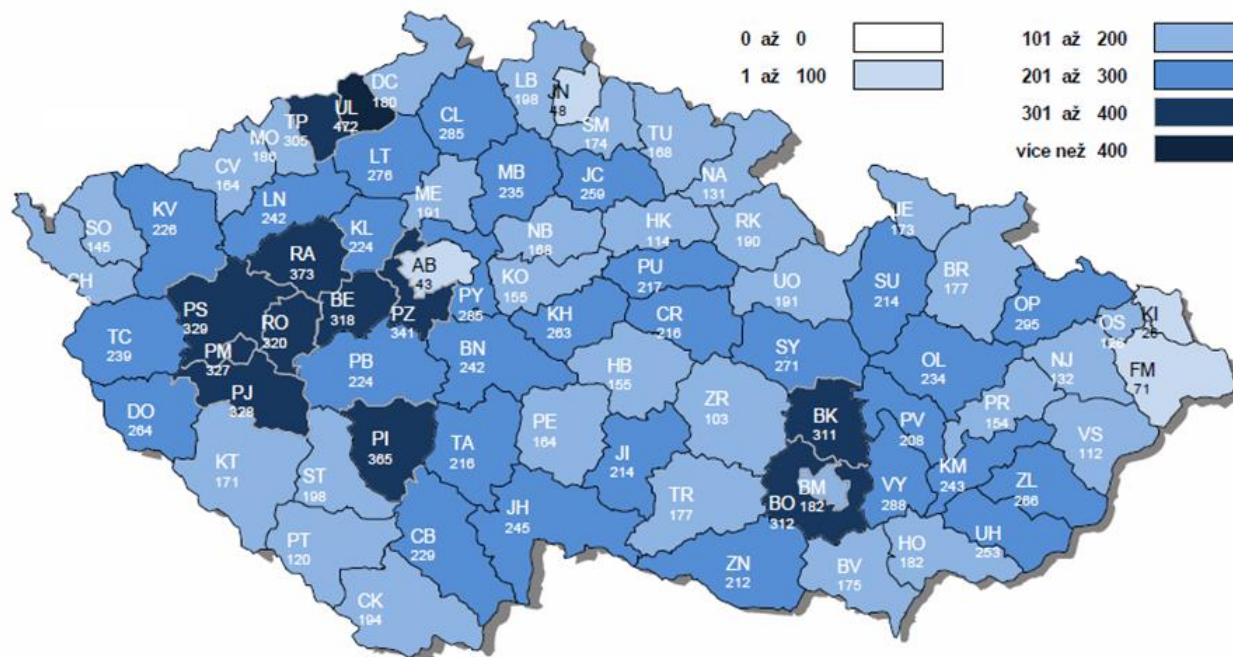 0 až 0
1 až 100
101 až 200
201 až 300
301 až 400
více než 400
DC
180
UL
472
TP
305
MO
186
CV
164
LB
198
JN
48
SM
174
CL
285
LT
276
TU
168
ME
191
MB
235
JC
259
NA
131
LN
242
KL
224
SO
145
KV
226
CH
RA
373
AB
43
NB
168
HK
114
RK
190
JE
173
BR
177
PS
329
RO
320
BE
318
PZ
341
PY
285
KO
155
PU
217
UO
191
SU
214
OP
295
OS
KI
TC
239
PM
327
KH
263
CR
216
SY
271
OL
234
NJ
132
FM
71
PJ
328
PB
224
BN
242
HB
155
DO
264
ZR
103
BK
311
PV
208
PR
154
VS
112
KT
171
ST
198
PI
365
TA
216
PE
164
JI
214
TR
177
BO
312
BM
182
VY
288
KM
243
ZL
266
JH
245
CB
229
PT
120
CK
194
ZN
212
BV
175
HO
182
UH
253